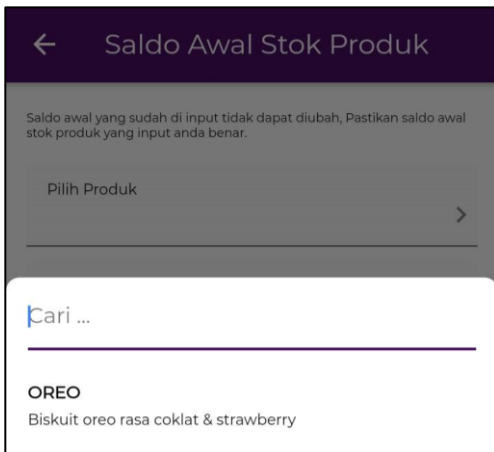 Saldo Awal Stok Produk
Saldo awal yang sudah di input tidak dapat diubah, Pastikan saldo awal
stok produk yang input anda benar.
Pilih Produk
Cari ...
OREO
Biskuit oreo rasa coklat & strawberry